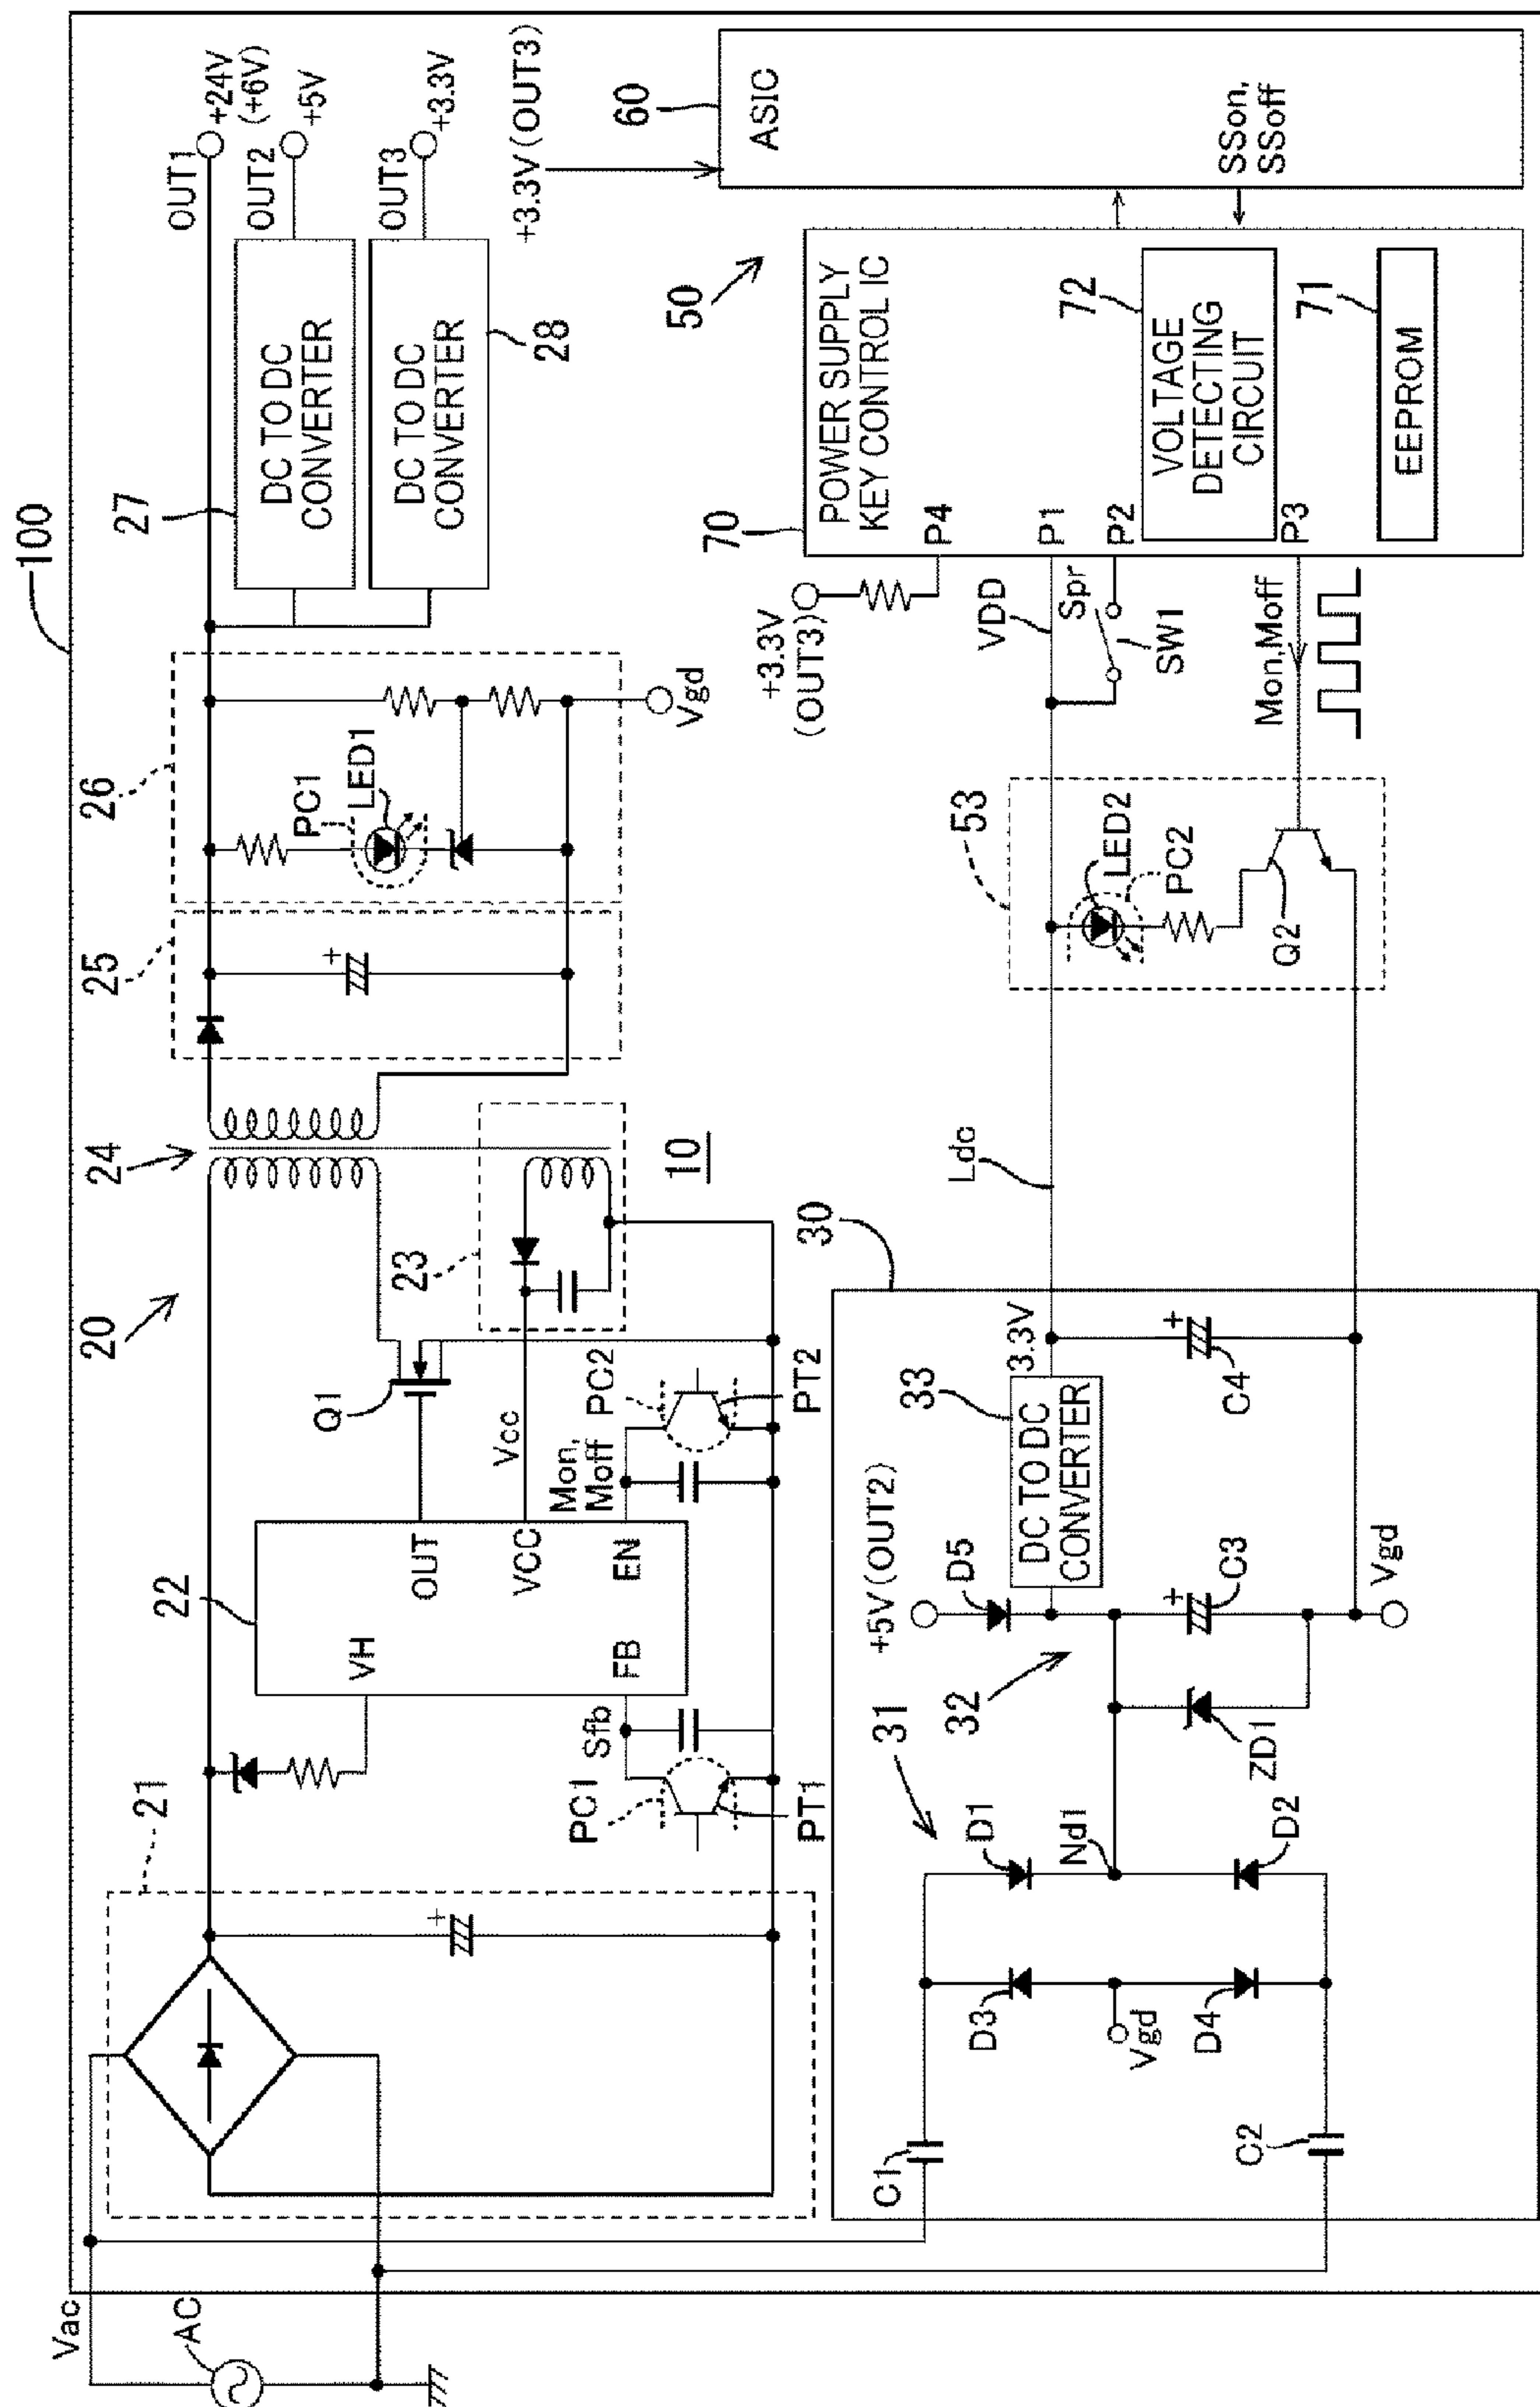 100
Vac
AC
21
VH
22
OUT
VCC
FB
EN
Sfb
PC1
PT1
Q1
20
Vcc
Mon,
Moff
PC2
PT2
23
24
10
25
26
PC1
LED1
Vgd
27
DC TO DC
CONVERTER
DC TO DC
CONVERTER
28
OUT1
+24V
(+6V)
OUT2
+5V
OUT3
+3.3V
+3.3V(OUT3)
60
ASIC
SSon,
SSoff
50
70
POWER SUPPLY
KEY CONTROL IC
72
VOLTAGE
DETECTING
CIRCUIT
71
EEPROM
P4
P1
P2
P3
+3.3V
(OUT3)
VDD
Spr
SW1
Mon,Moff
53
LED2
PC2
Q2
Ldc
30
3.3V
33
DC TO DC
CONVERTER
C4
+5V(OUT2)
D5
32
C3
Vgd
ZD1
31
D1
Nd1
D2
D3
Vgd
D4
C1
C2